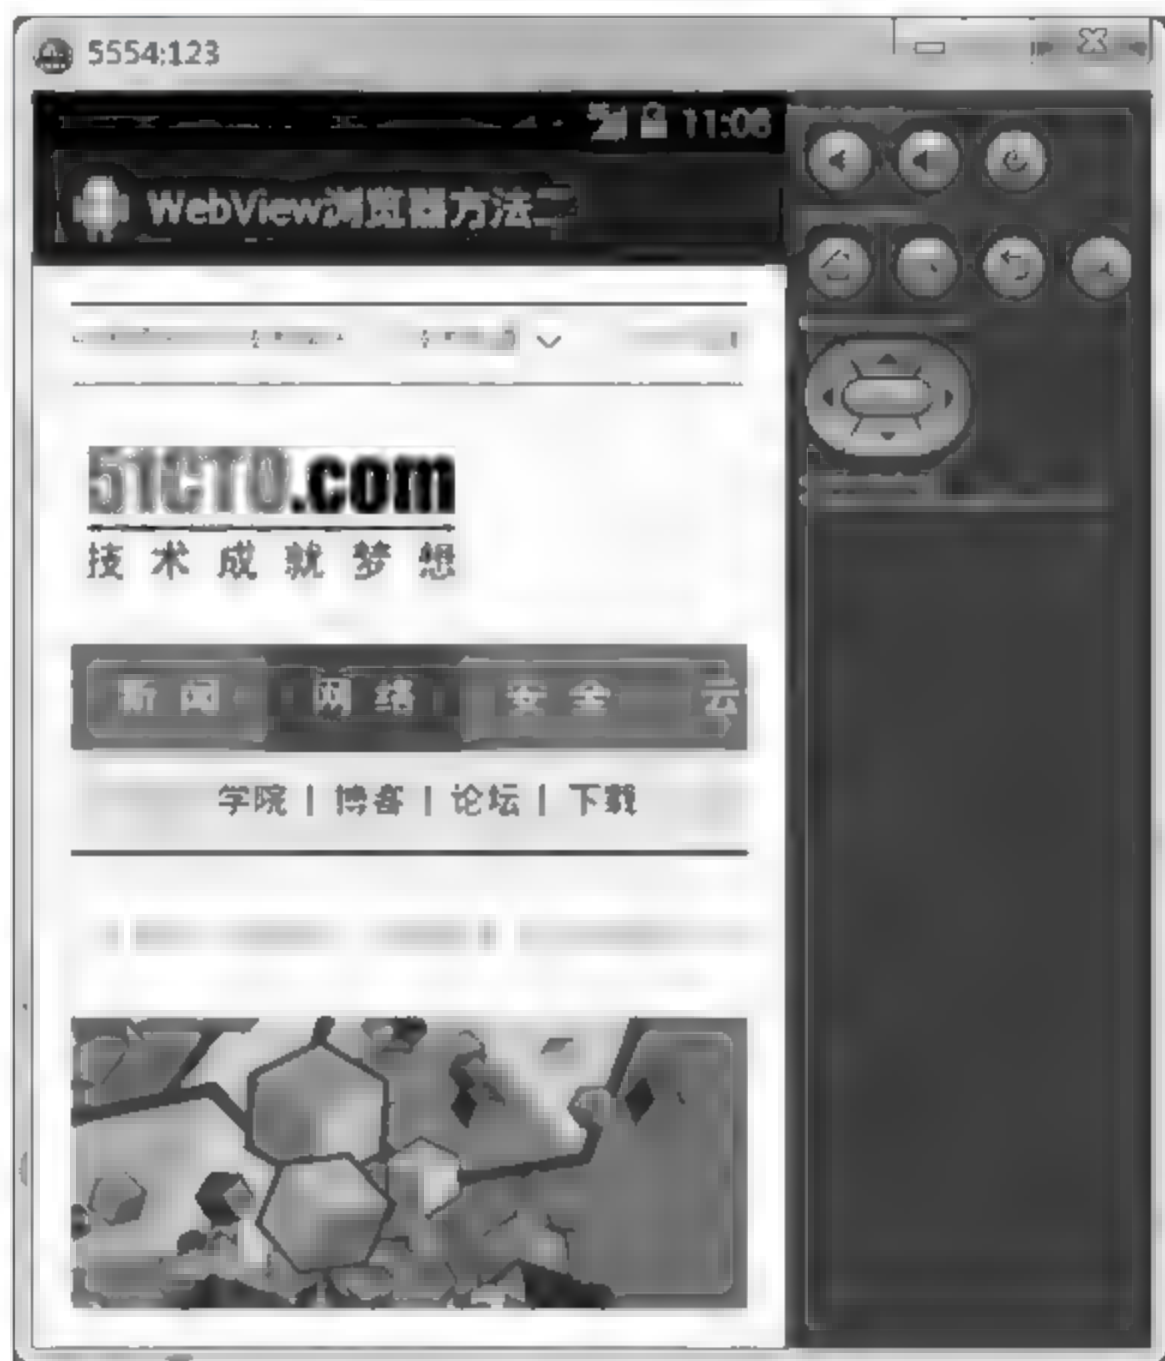 5554:123
11:06
WebView浏览器方法二
51CTO.com
技术成就梦想
新闻 网络 安全 云
学院 | 博客 | 论坛 | 下载